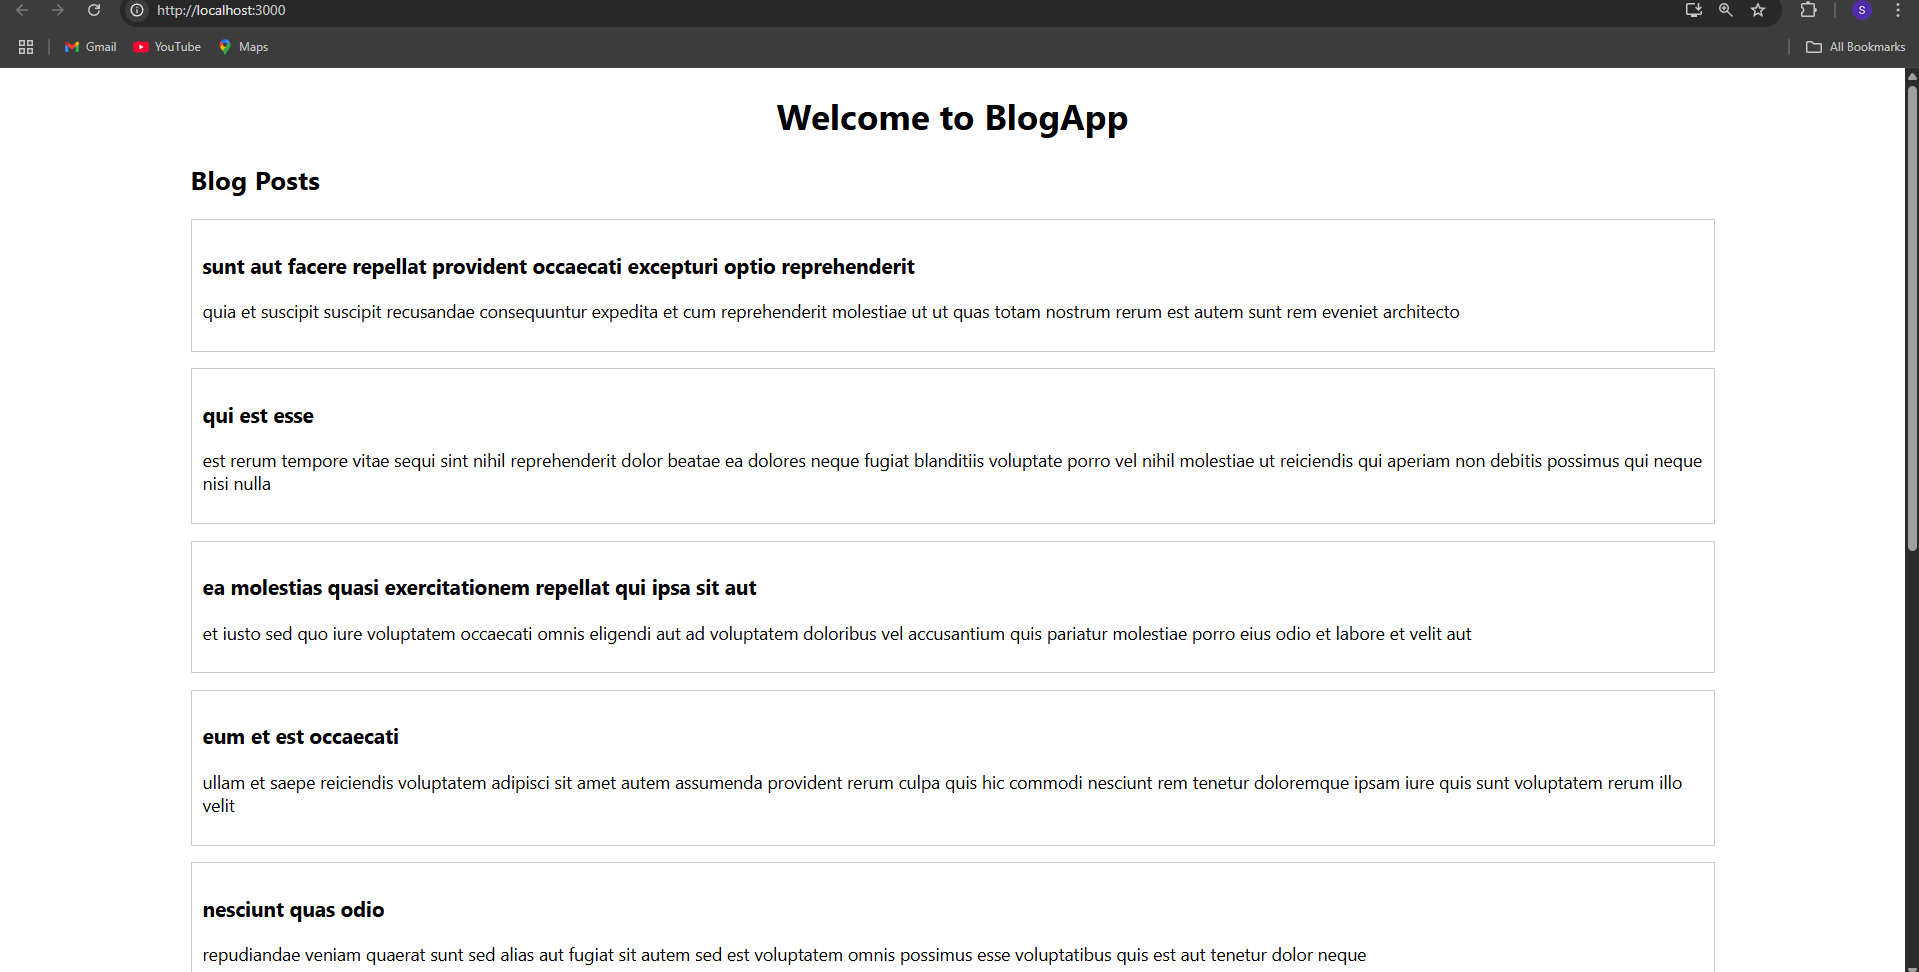 http://localhost:3000
S
Gmail
YouTube
Maps
All Bookmarks
Welcome to BlogApp
Blog Posts
sunt aut facere repellat provident occaecati excepturi optio reprehenderit
quia et suscipit suscipit recusandae consequuntur expedita et cum reprehenderit molestiae ut ut quas totam nostrum rerum est autem sunt rem eveniet architecto
qui est esse
est rerum tempore vitae sequi sint nihil reprehenderit dolor beatae ea dolores neque fugiat blanditiis voluptate porro vel nihil molestiae ut reiciendis qui aperiam non debitis possimus qui neque
nisi nulla
ea molestias quasi exercitationem repellat qui ipsa sit aut
et iusto sed quo iure voluptatem occaecati omnis eligendi aut ad voluptatem doloribus vel accusantium quis pariatur molestiae porro eius odio et labore et velit aut
eum et est occaecati
ullam et saepe reiciendis voluptatem adipisci sit amet autem assumenda provident rerum culpa quis hic commodi nesciunt rem tenetur doloremque ipsam iure quis sunt voluptatem rerum illo
velit
nesciunt quas odio
repudiandae veniam quaerat sunt sed alias aut fugiat sit autem sed est voluptatem omnis possimus esse voluptatibus quis est aut tenetur dolor neque